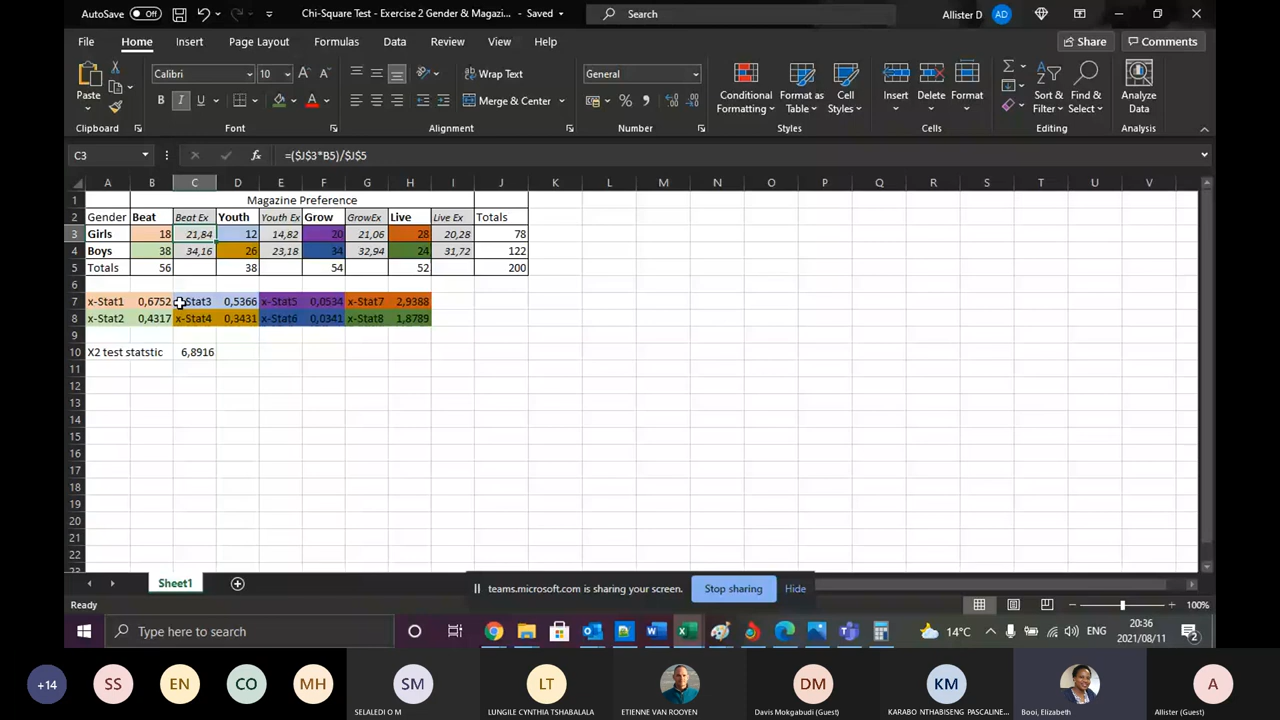 AutoSave Off Chi-Square Test - Exercise 2 Gender & Magazi... - Saved Search Allister D AD
File Home Insert Page Layout Formulas Data Review View Help Share Comments
Paste Calibri 10 A A Wrap Text General Conditional Formatting Format as Table Cell Styles Insert Delete Format Sort & Filter Find & Select Analyze Data
B I U A Merge & Center %
Clipboard Font Alignment Number Styles Cells Editing Analysis
C3 fx =($J$3*B5)/$J$5
A B C D E F G H I J K L M N O P Q R S T U V
1 Magazine Preference
2 Gender Beat Beat Ex Youth Youth Ex Grow GrowEx Live Live Ex Totals
3 Girls 18 21,84 12 14,82 20 21,06 28 20,28 78
4 Boys 38 34,16 26 23,18 34 32,94 24 31,72 122
5 Totals 56 38 54 52 200
6
7 x-Stat1 0,6752 Stat3 0,5366 x-Stat5 0,0534 x-Stat7 2,9388
8 x-Stat2 0,4317 x-Stat4 0,3431 x-Stat6 0,0341 x-Stat8 1,8789
9
10 X2 test statstic 6,8916
11
12
13
14
15
16
17
18
19
20
21
22
Sheet1
teams.microsoft.com is sharing your screen. Stop sharing Hide
Ready 100%
Type here to search 14°C ENG 20:36 2021/08/11 2
+14 SS EN CO MH SM LT DM KM A
SELALEDI O M LUNGILE CYNTHIA TSHABALALA ETIENNE VAN ROOYEN Davis Mokgabudi (Guest) KARABO NTHABISENG PASCALINE... Booi, Elizabeth Allister (Guest)